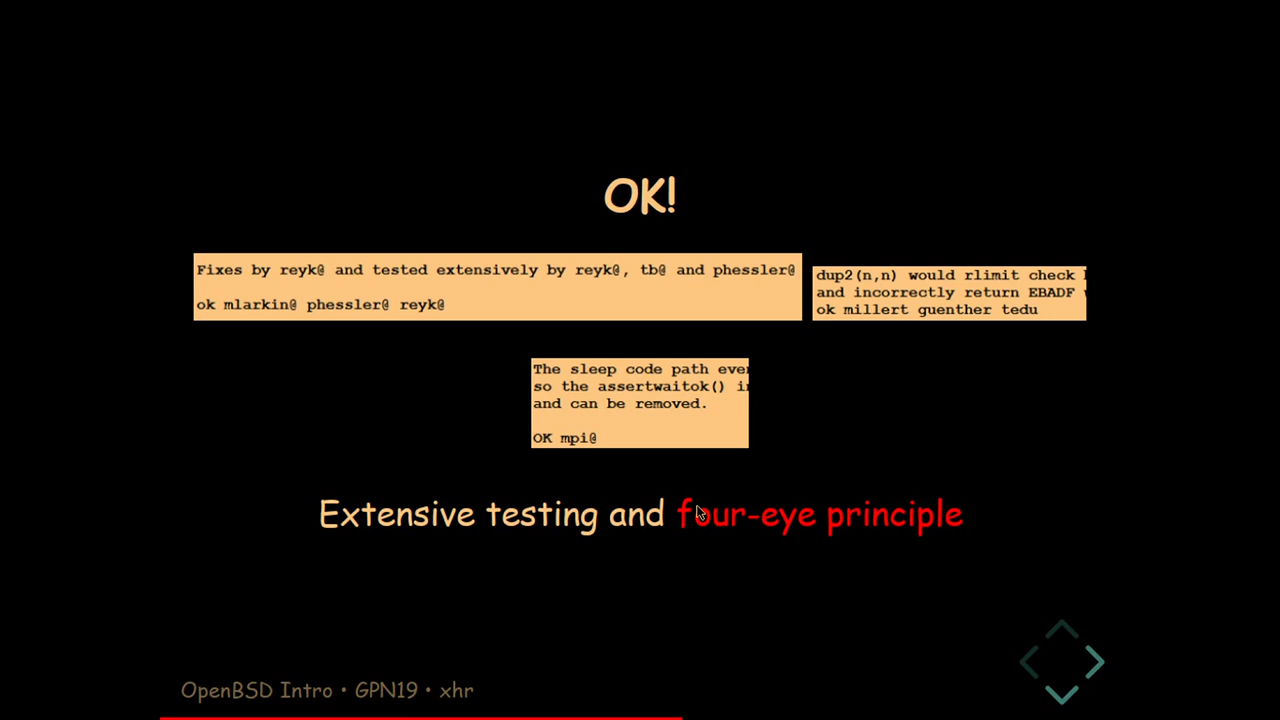 OK!
Fixes by reyk@ and tested extensively by reyk@, tb@ and phessler@
ok mlarkin@ phessler@ reyk@
dup2(n,n) would rlimit check
and incorrectly return EBADF
ok millert guenther tedu
The sleep code path
so the assertwaitok()
and can be removed.
OK mpi@
Extensive testing and four-eye principle
OpenBSD Intro • GPN19 • xhr